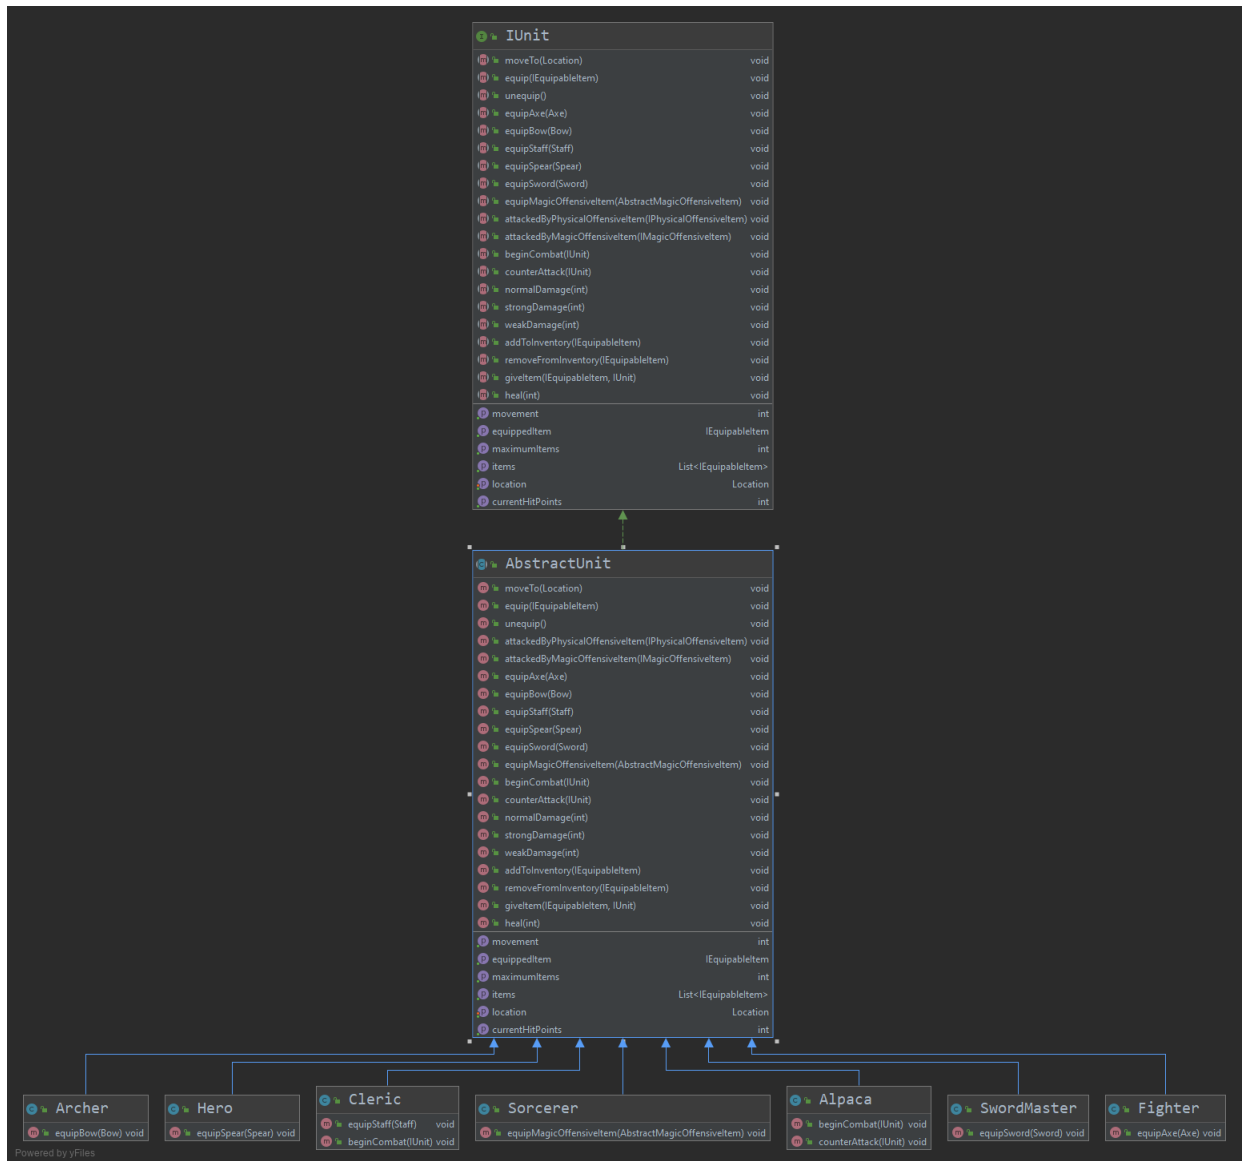 IUnit
moveTo(Location) void
equip(IEquipableItem) void
unequip() void
equipAxe(Axe) void
equipBow(Bow) void
equipStaff(Staff) void
equipSpear(Spear) void
equipSword(Sword) void
equipMagicOffensiveItem(AbstractMagicOffensiveItem) void
attackedByPhysicalOffensiveItem(IPhysicalOffensiveItem) void
attackedByMagicOffensiveItem(IMagicOffensiveItem) void
beginCombat(IUnit) void
counterAttack(IUnit) void
normalDamage(int) void
strongDamage(int) void
weakDamage(int) void
addToInventory(IEquipableItem) void
removeFromInventory(IEquipableItem) void
giveItem(IEquipableItem, IUnit) void
heal(int) void
movement int
equippedItem IEquipableItem
maximumItems int
items List<IEquipableItem>
location Location
currentHitPoints int
AbstractUnit
moveTo(Location) void
equip(IEquipableItem) void
unequip() void
attackedByPhysicalOffensiveItem(IPhysicalOffensiveItem) void
attackedByMagicOffensiveItem(IMagicOffensiveItem) void
equipAxe(Axe) void
equipBow(Bow) void
equipStaff(Staff) void
equipSpear(Spear) void
equipSword(Sword) void
equipMagicOffensiveItem(AbstractMagicOffensiveItem) void
beginCombat(IUnit) void
counterAttack(IUnit) void
normalDamage(int) void
strongDamage(int) void
weakDamage(int) void
addToInventory(IEquipableItem) void
removeFromInventory(IEquipableItem) void
giveItem(IEquipableItem, IUnit) void
heal(int) void
movement int
equippedItem IEquipableItem
maximumItems int
items List<IEquipableItem>
location Location
currentHitPoints int
Archer
equipBow(Bow) void
Hero
equipSpear(Spear) void
Cleric
equipStaff(Staff) void
beginCombat(IUnit) void
Sorcerer
equipMagicOffensiveItem(AbstractMagicOffensiveItem) void
Alpaca
beginCombat(IUnit) void
counterAttack(IUnit) void
SwordMaster
equipSword(Sword) void
Fighter
equipAxe(Axe) void
Powered by yFiles